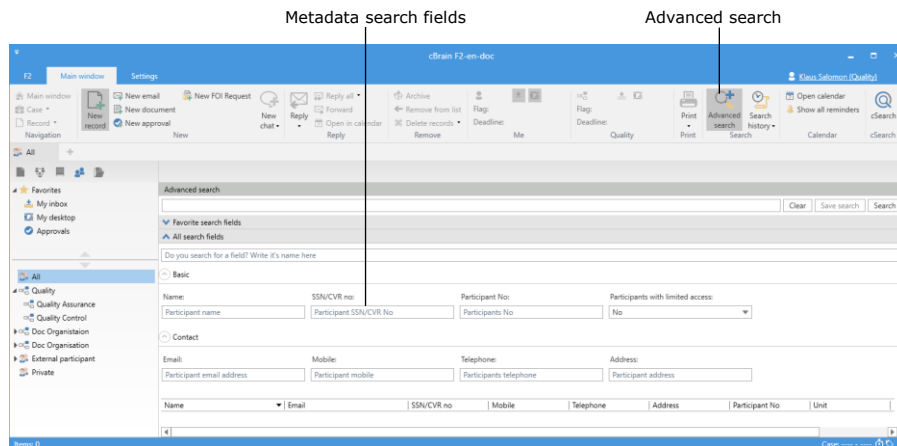 Metadata search fields Advanced search
cBrain F2-en-doc
F2 Main window Settings Klaus Salomon (Quality)
Main window New email New FOI Request Reply all Archive Flag: Flag: Open calendar
Case New document Forward Remove from list Deadline: Deadline: Show all reminders
Record New approval Open in calendar Delete records
New record New chat Reply Print Advanced search Search history cSearch
Navigation New Reply Remove Me Quality Print Search Calendar cSearch
All +
Favorites
My inbox
My desktop
Approvals
All
Quality
Quality Assurance
Quality Control
Doc Organistaion
Doc Organisation
External participant
Private
Advanced search
Clear Save search Search
Favorite search fields
All search fields
Do you search for a field? Write it's name here
Basic
Name: SSN/CVR no: Participant No: Participants with limited access:
Participant name Participant SSN/CVR No Participants No No
Contact
Email: Mobile: Telephone: Address:
Participant email address Participant mobile Participants telephone Participant address
Name Email SSN/CVR no Mobile Telephone Address Participant No Unit
Items: 0 Case: ---- - ----